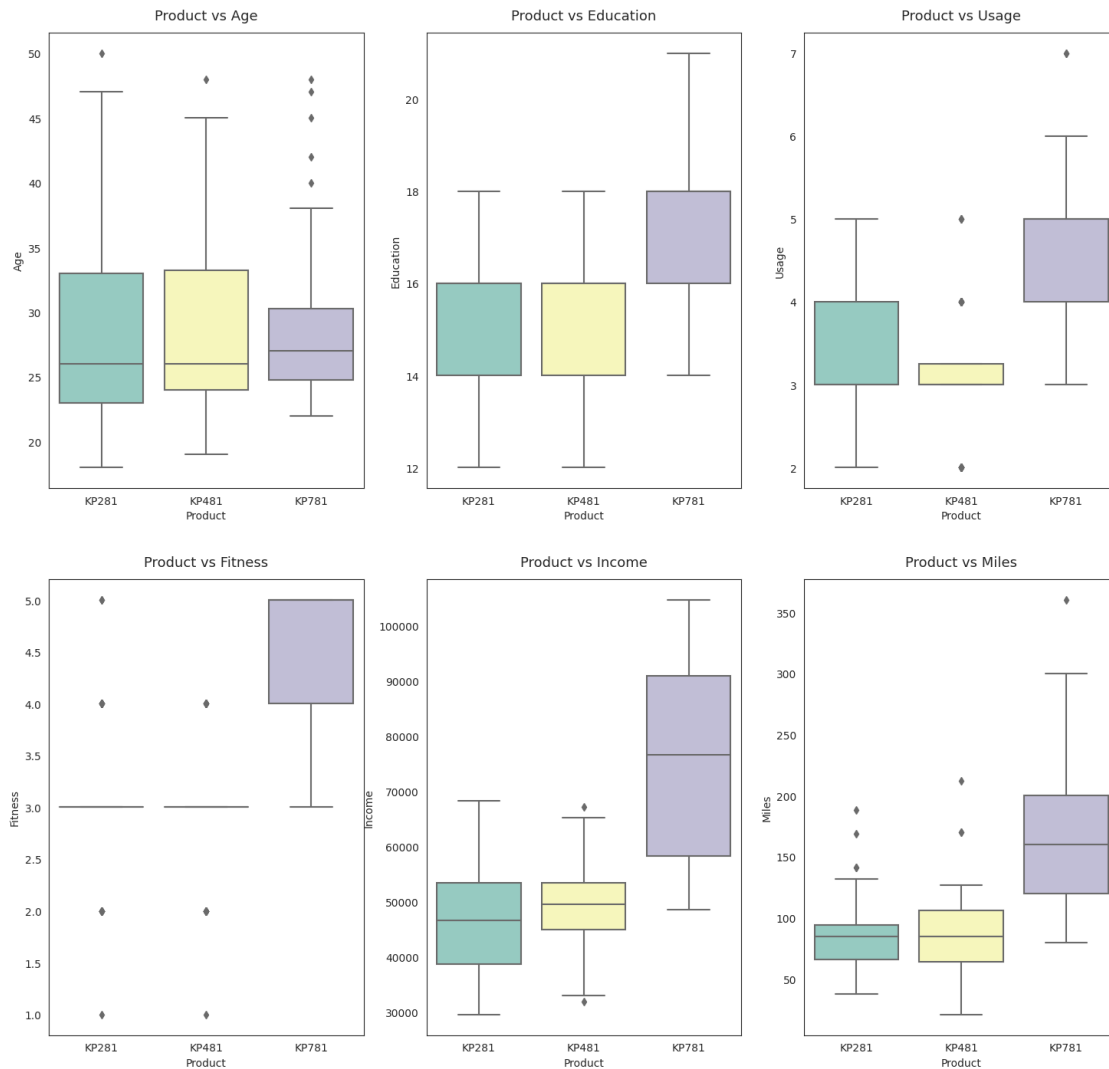 Product vs Age
50
45
40
35
30
25
20
Age
KP281 KP481 KP781
Product
Product vs Education
20
18
16
14
12
Education
KP281 KP481 KP781
Product
Product vs Usage
7
6
5
4
3
2
Usage
KP281 KP481 KP781
Product
Product vs Fitness
5.0
4.5
4.0
3.5
3.0
2.5
2.0
1.5
1.0
Fitness
KP281 KP481 KP781
Product
Product vs Income
100000
90000
80000
70000
60000
50000
40000
30000
Income
KP281 KP481 KP781
Product
Product vs Miles
350
300
250
200
150
100
50
Miles
KP281 KP481 KP781
Product